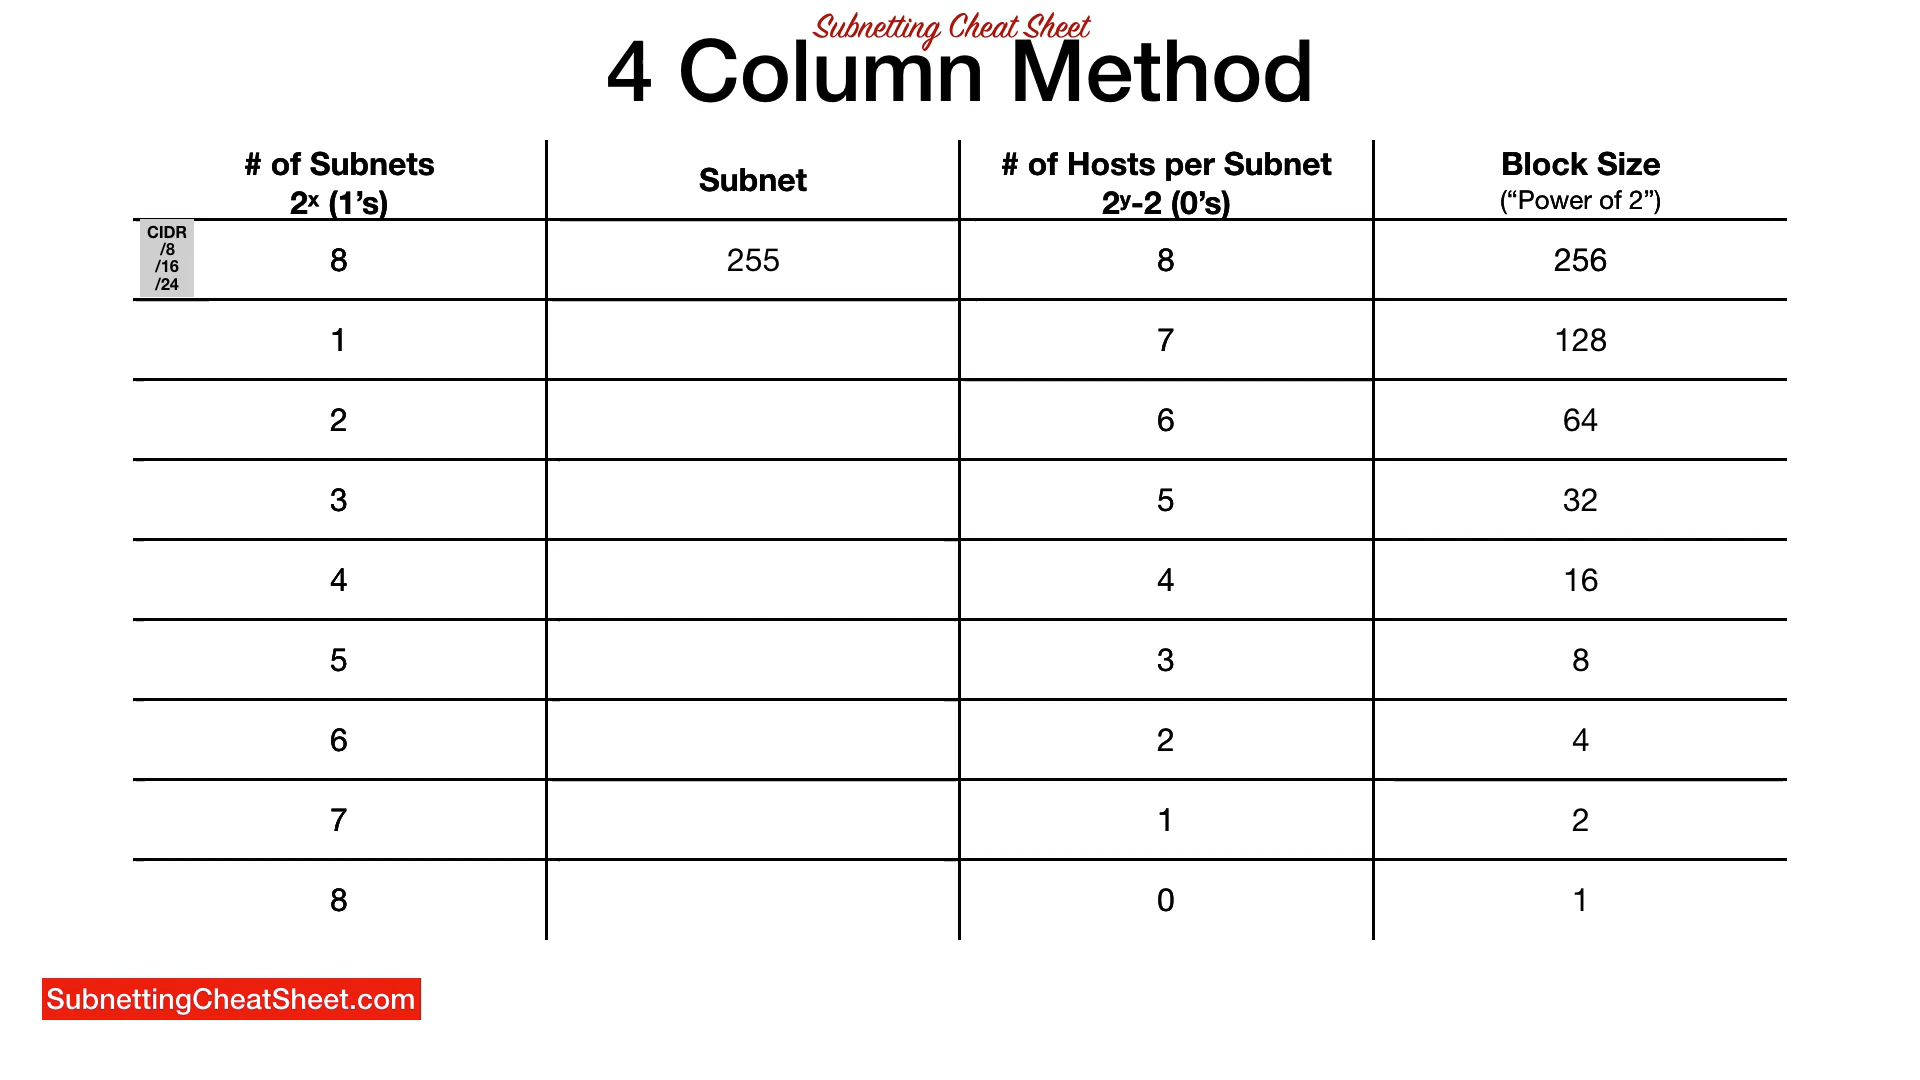 Subnetting Cheat Sheet
4 Column Method
# of Subnets
2ˣ (1’s)
Subnet
# of Hosts per Subnet
2ʸ-2 (0’s)
Block Size
(“Power of 2”)
CIDR
/8
/16
/24
8 255 8 256
1 7 128
2 6 64
3 5 32
4 4 16
5 3 8
6 2 4
7 1 2
8 0 1
SubnettingCheatSheet.com